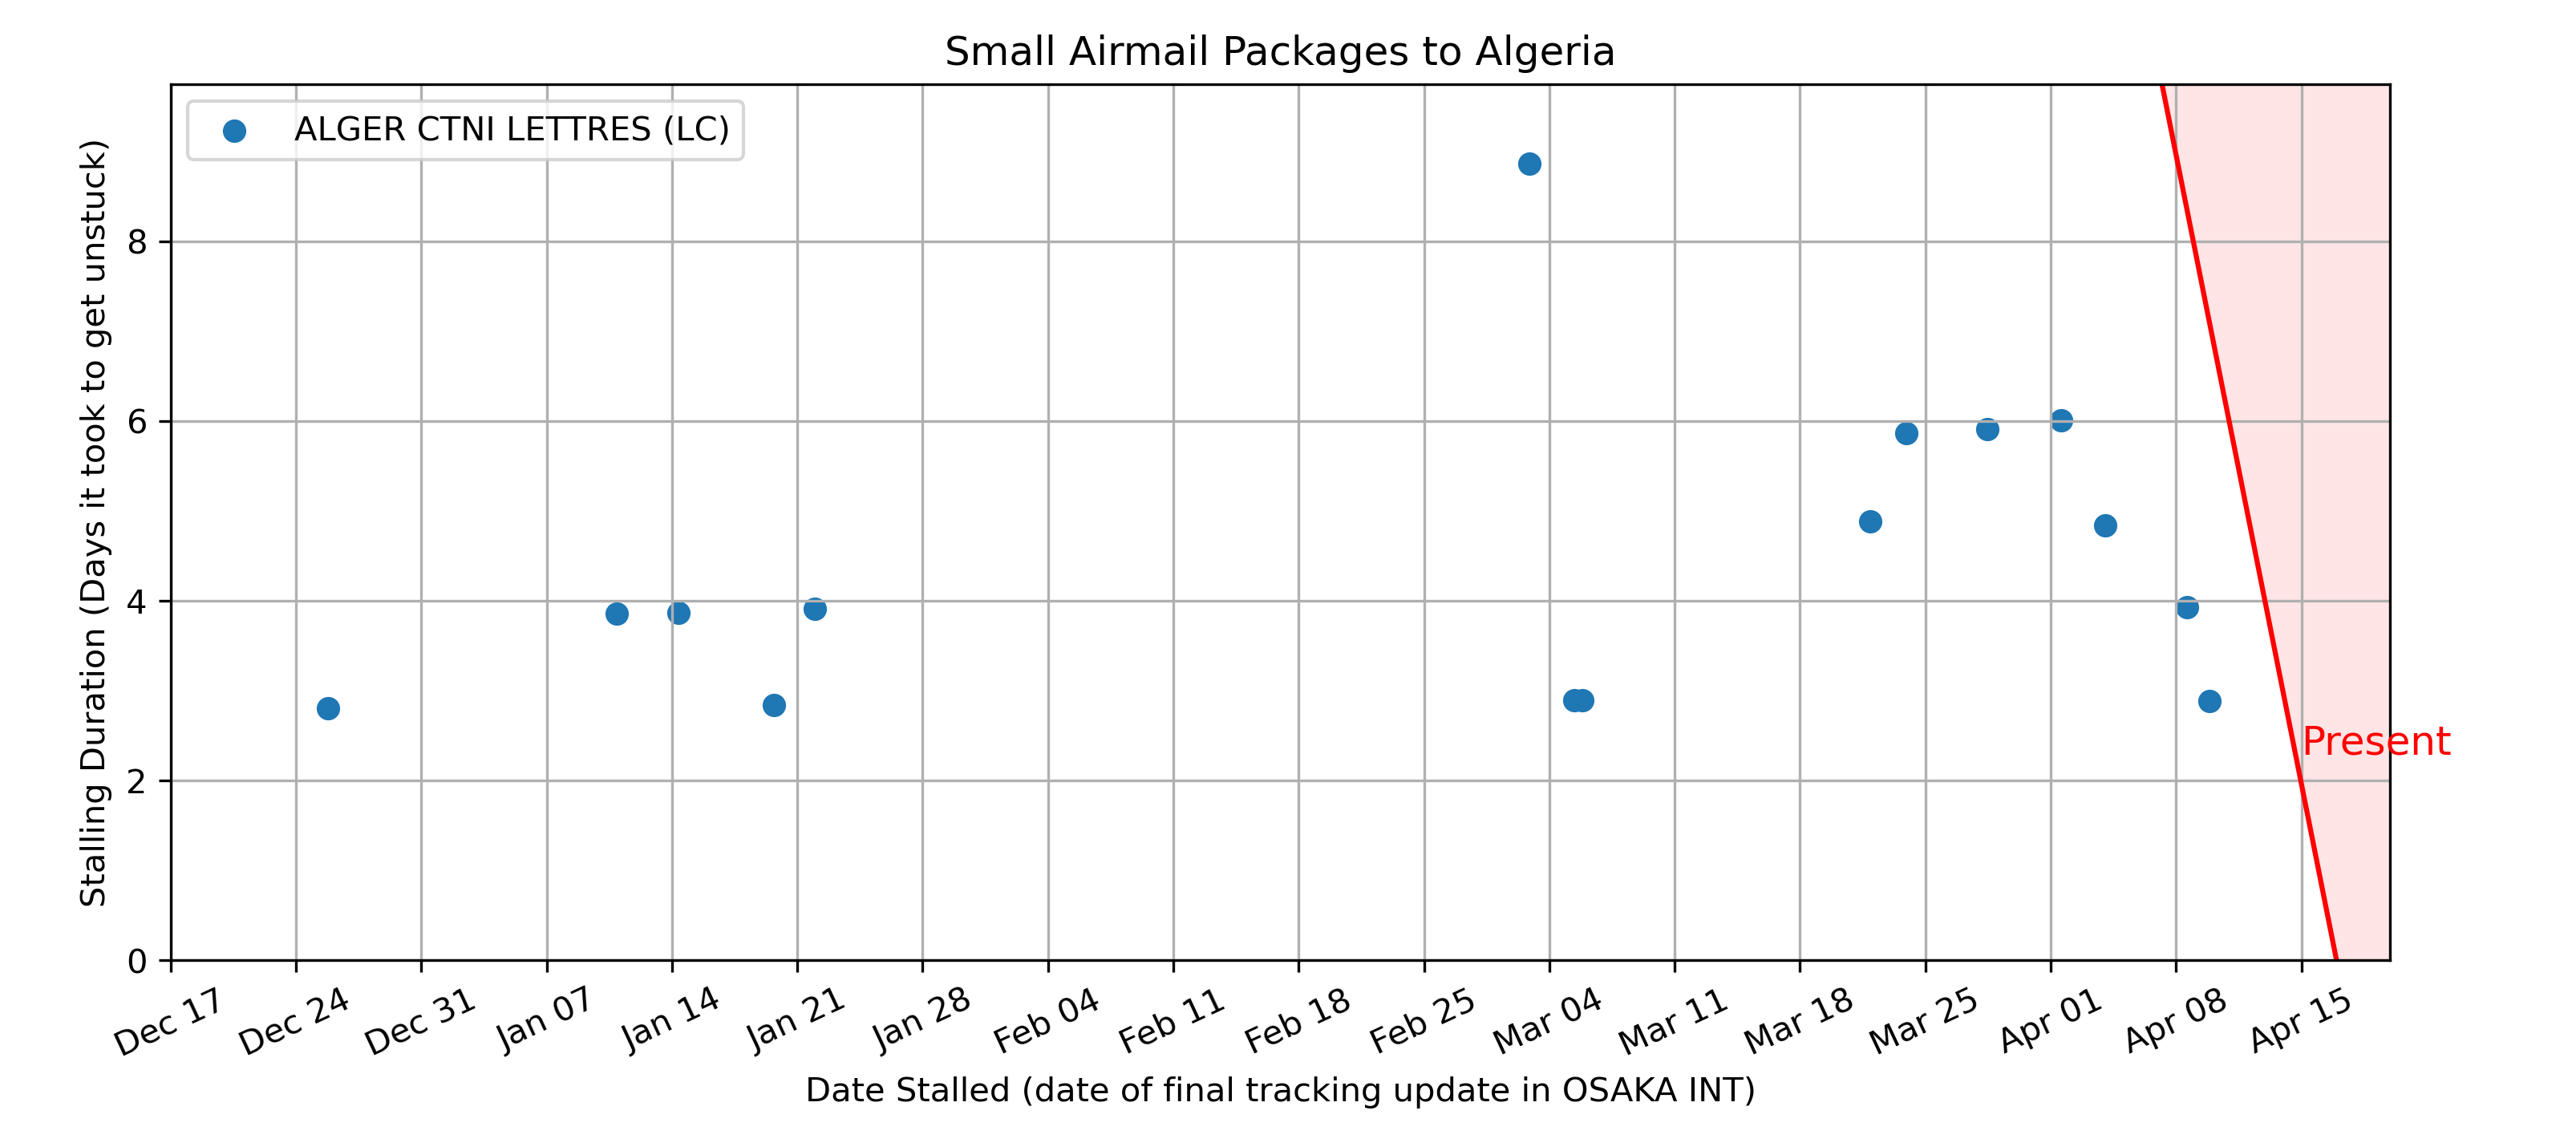 Small Airmail Packages to Algeria
ALGER CTNI LETTRES (LC)
Stalling Duration (Days it took to get unstuck)
8
6
4
2
0
Present
Dec 17
Dec 24
Dec 31
Jan 07
Jan 14
Jan 21
Jan 28
Feb 04
Feb 11
Feb 18
Feb 25
Mar 04
Mar 11
Mar 18
Mar 25
Apr 01
Apr 08
Apr 15
Date Stalled (date of final tracking update in OSAKA INT)